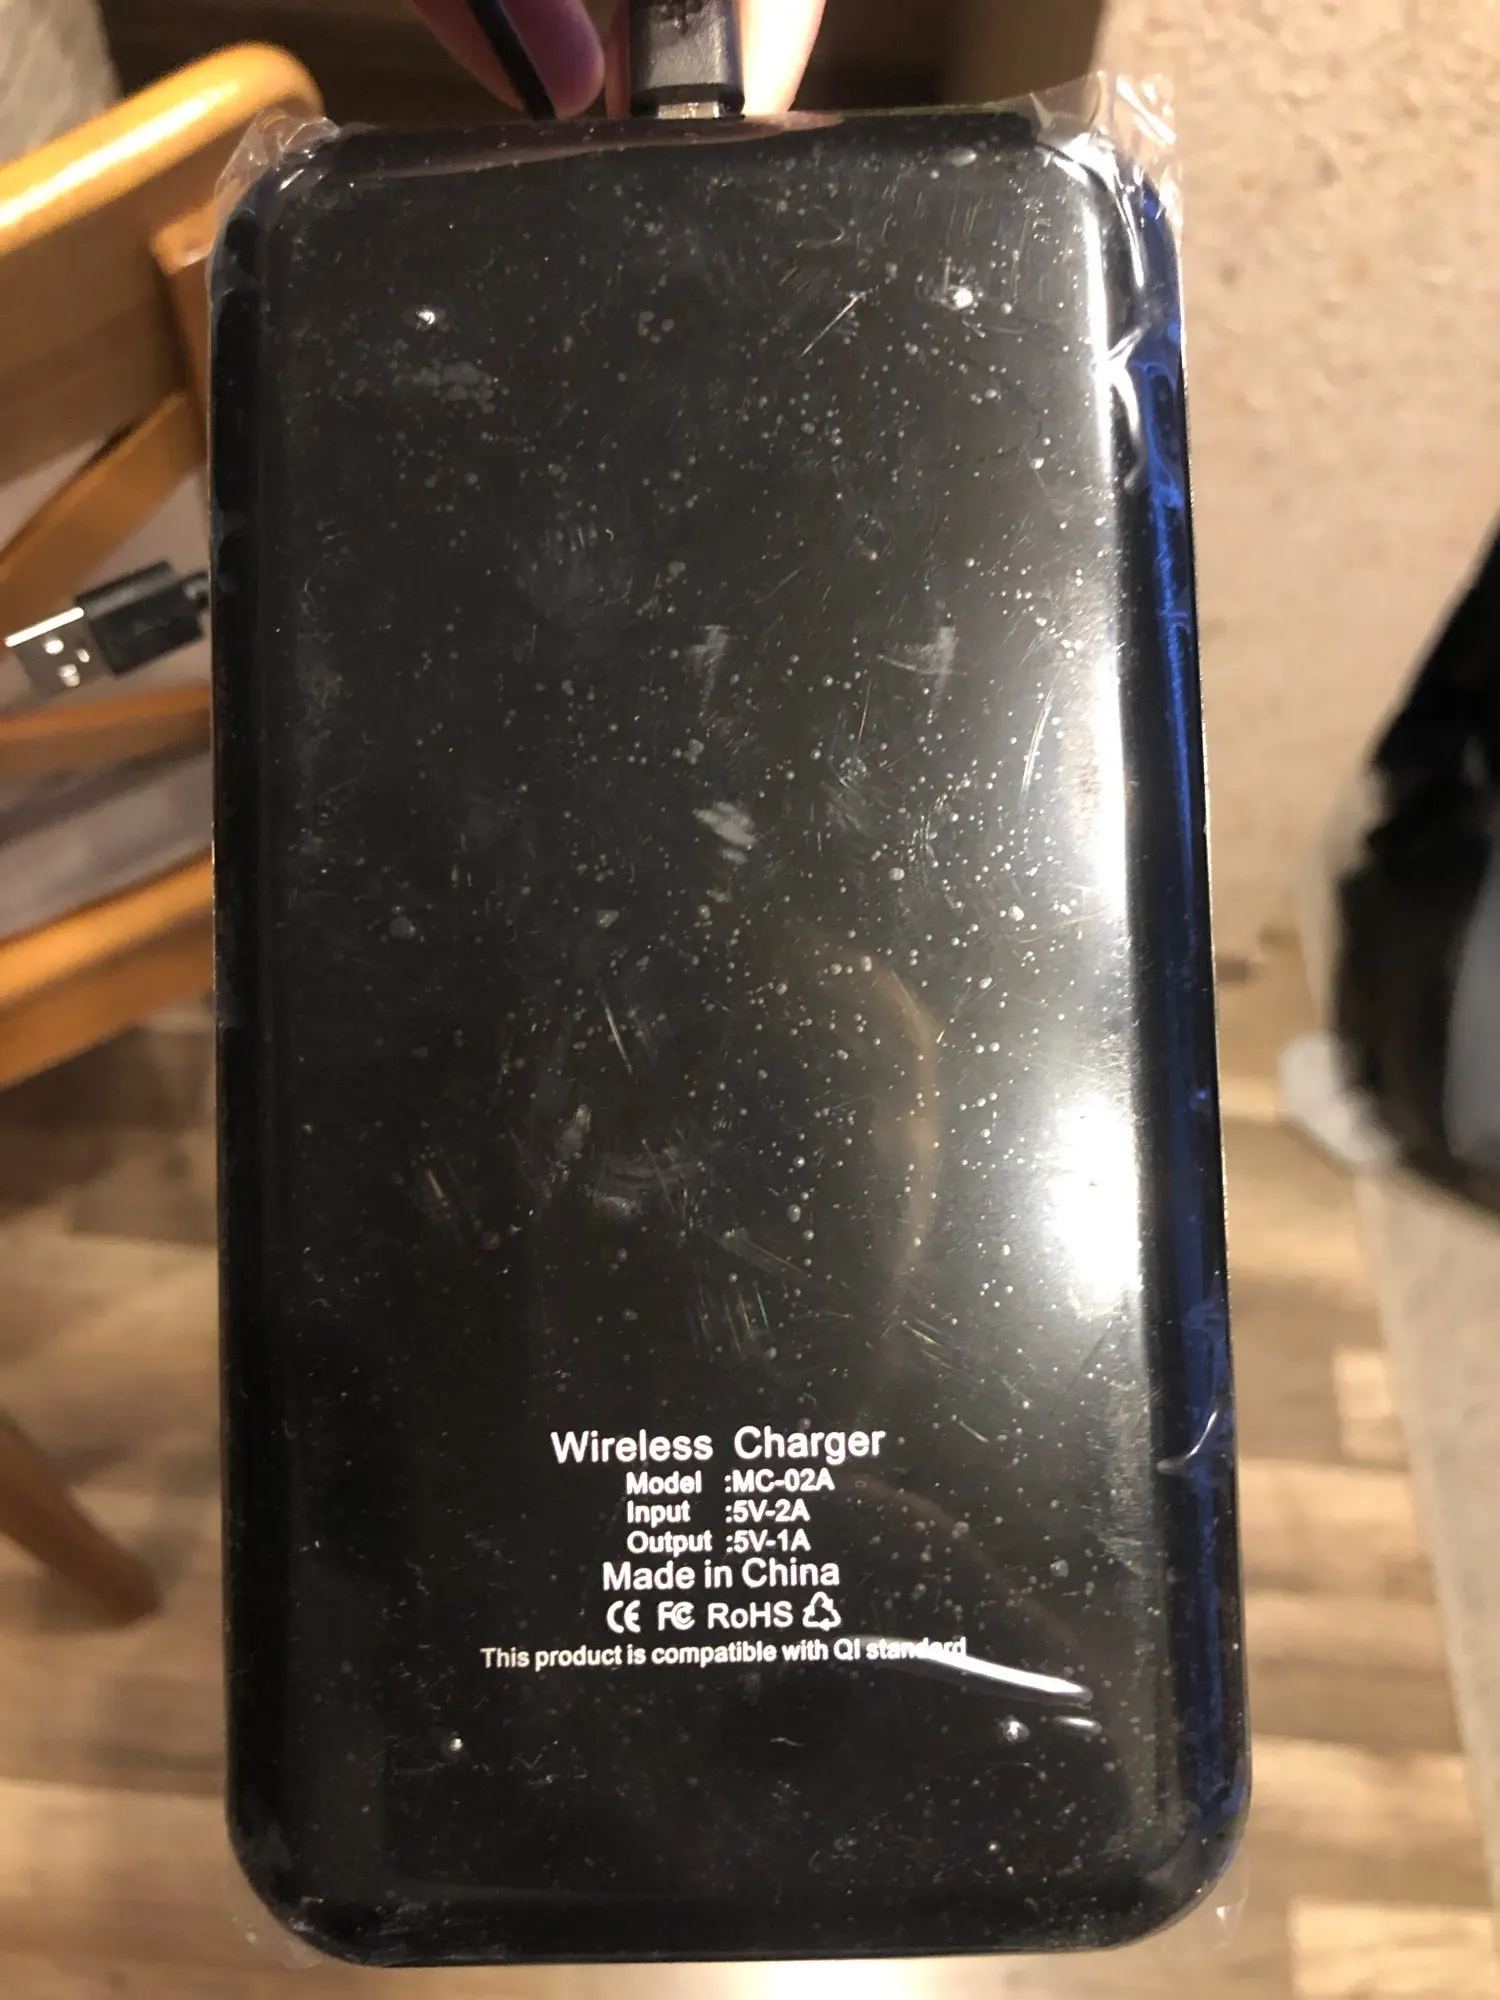 Wireless Charger
Model :MC-02A
Input :5V-2A
Output :5V-1A
Made in China
CE FC RoHS
This product is compatible with QI standard